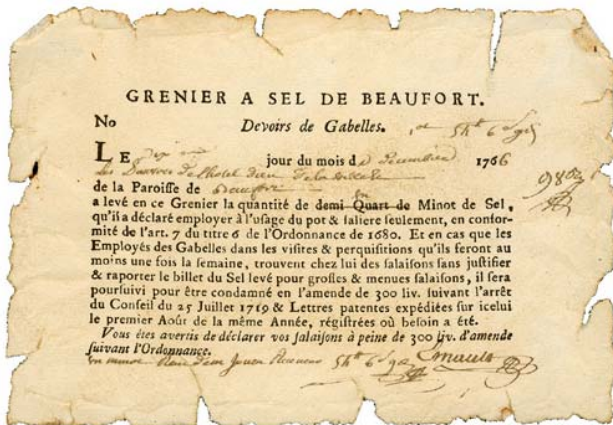 GRENIER A SEL DE BEAUFORT.
No
Devoirs de Gabelles.
LE jour du mois de 1766
de la Paroisse de
a levé en ce Grenier la quantité de demi Quart de Minot de Sel,
qu'il a déclaré employer à l'usage du pot & saliere seulement, en confor-
mité de l'art. 7 du titre 6 de l'Ordonnance de 1680. Et en cas que les
Employés des Gabelles dans les visites & perquisitions qu'ils feront au
moins une fois la semaine, trouvent chez lui des salaisons sans justifier
& raporter le billet du Sel levé pour grosses & menues salaisons, il sera
poursuivi pour être condamné en l'amende de 300 liv. suivant l'arrêt
du Conseil du 25 Juillet 1719 & Lettres patentes expédiées sur icelui
le premier Août de la même Année, régistrées où besoin a été.
Vous êtes avertis de déclarer vos salaisons à peine de 300 liv. d'amende
suivant l'Ordonnance.